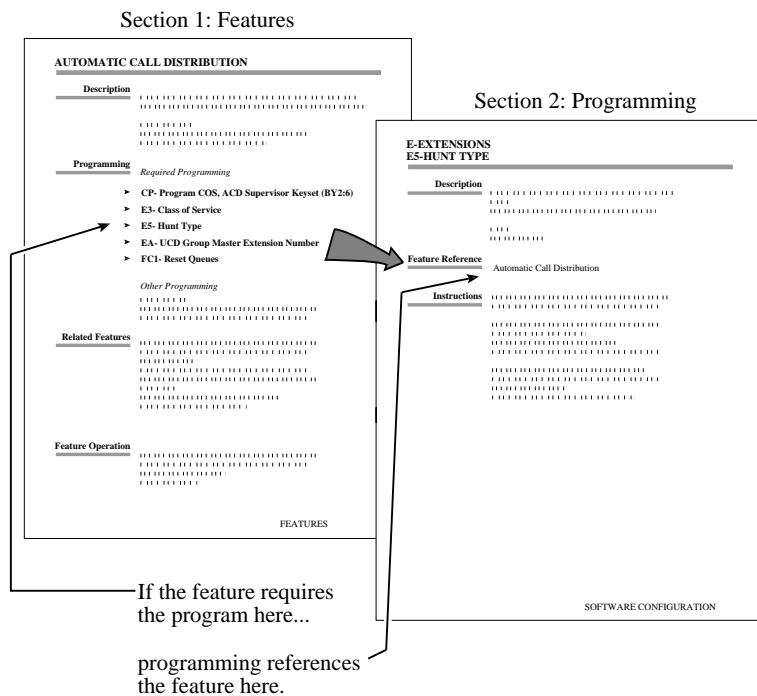 Section 1: Features
AUTOMATIC CALL DISTRIBUTION
Description
Programming
Required Programming
➤ CP- Program COS, ACD Supervisor Keyset (BY2:6)
➤ E3- Class of Service
➤ E5- Hunt Type
➤ EA- UCD Group Master Extension Number
➤ FC1- Reset Queues
Other Programming
Related Features
Feature Operation
FEATURES
Section 2: Programming
E-EXTENSIONS
E5-HUNT TYPE
Description
Feature Reference
Automatic Call Distribution
Instructions
SOFTWARE CONFIGURATION
If the feature requires
the program here...
programming references
the feature here.